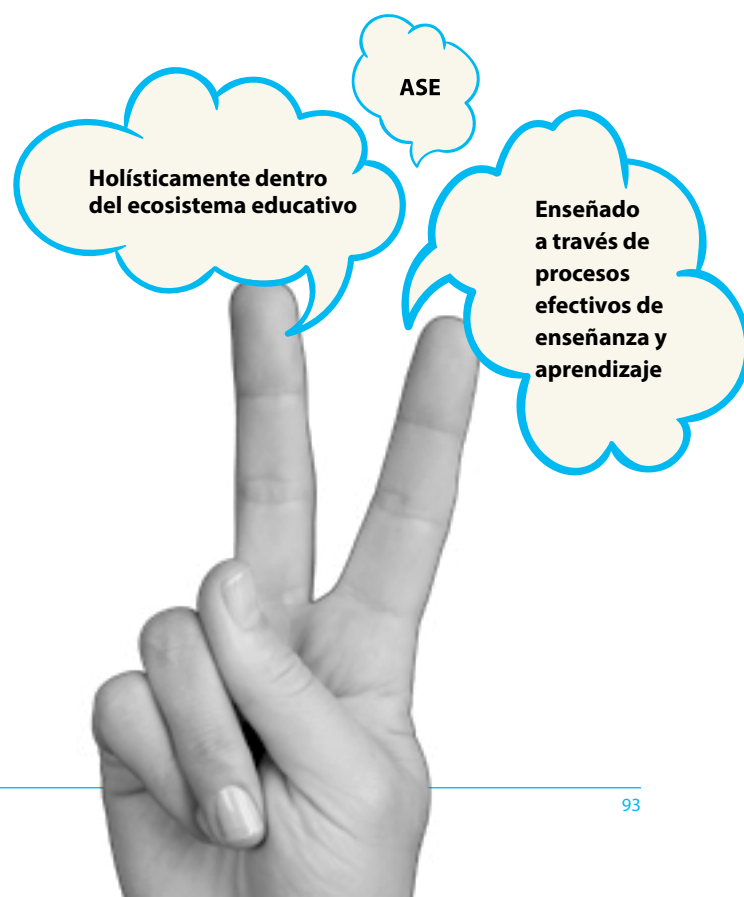 ASE
Holísticamente dentro
del ecosistema educativo
Enseñado
a través de
procesos
efectivos de
enseñanza y
aprendizaje
93